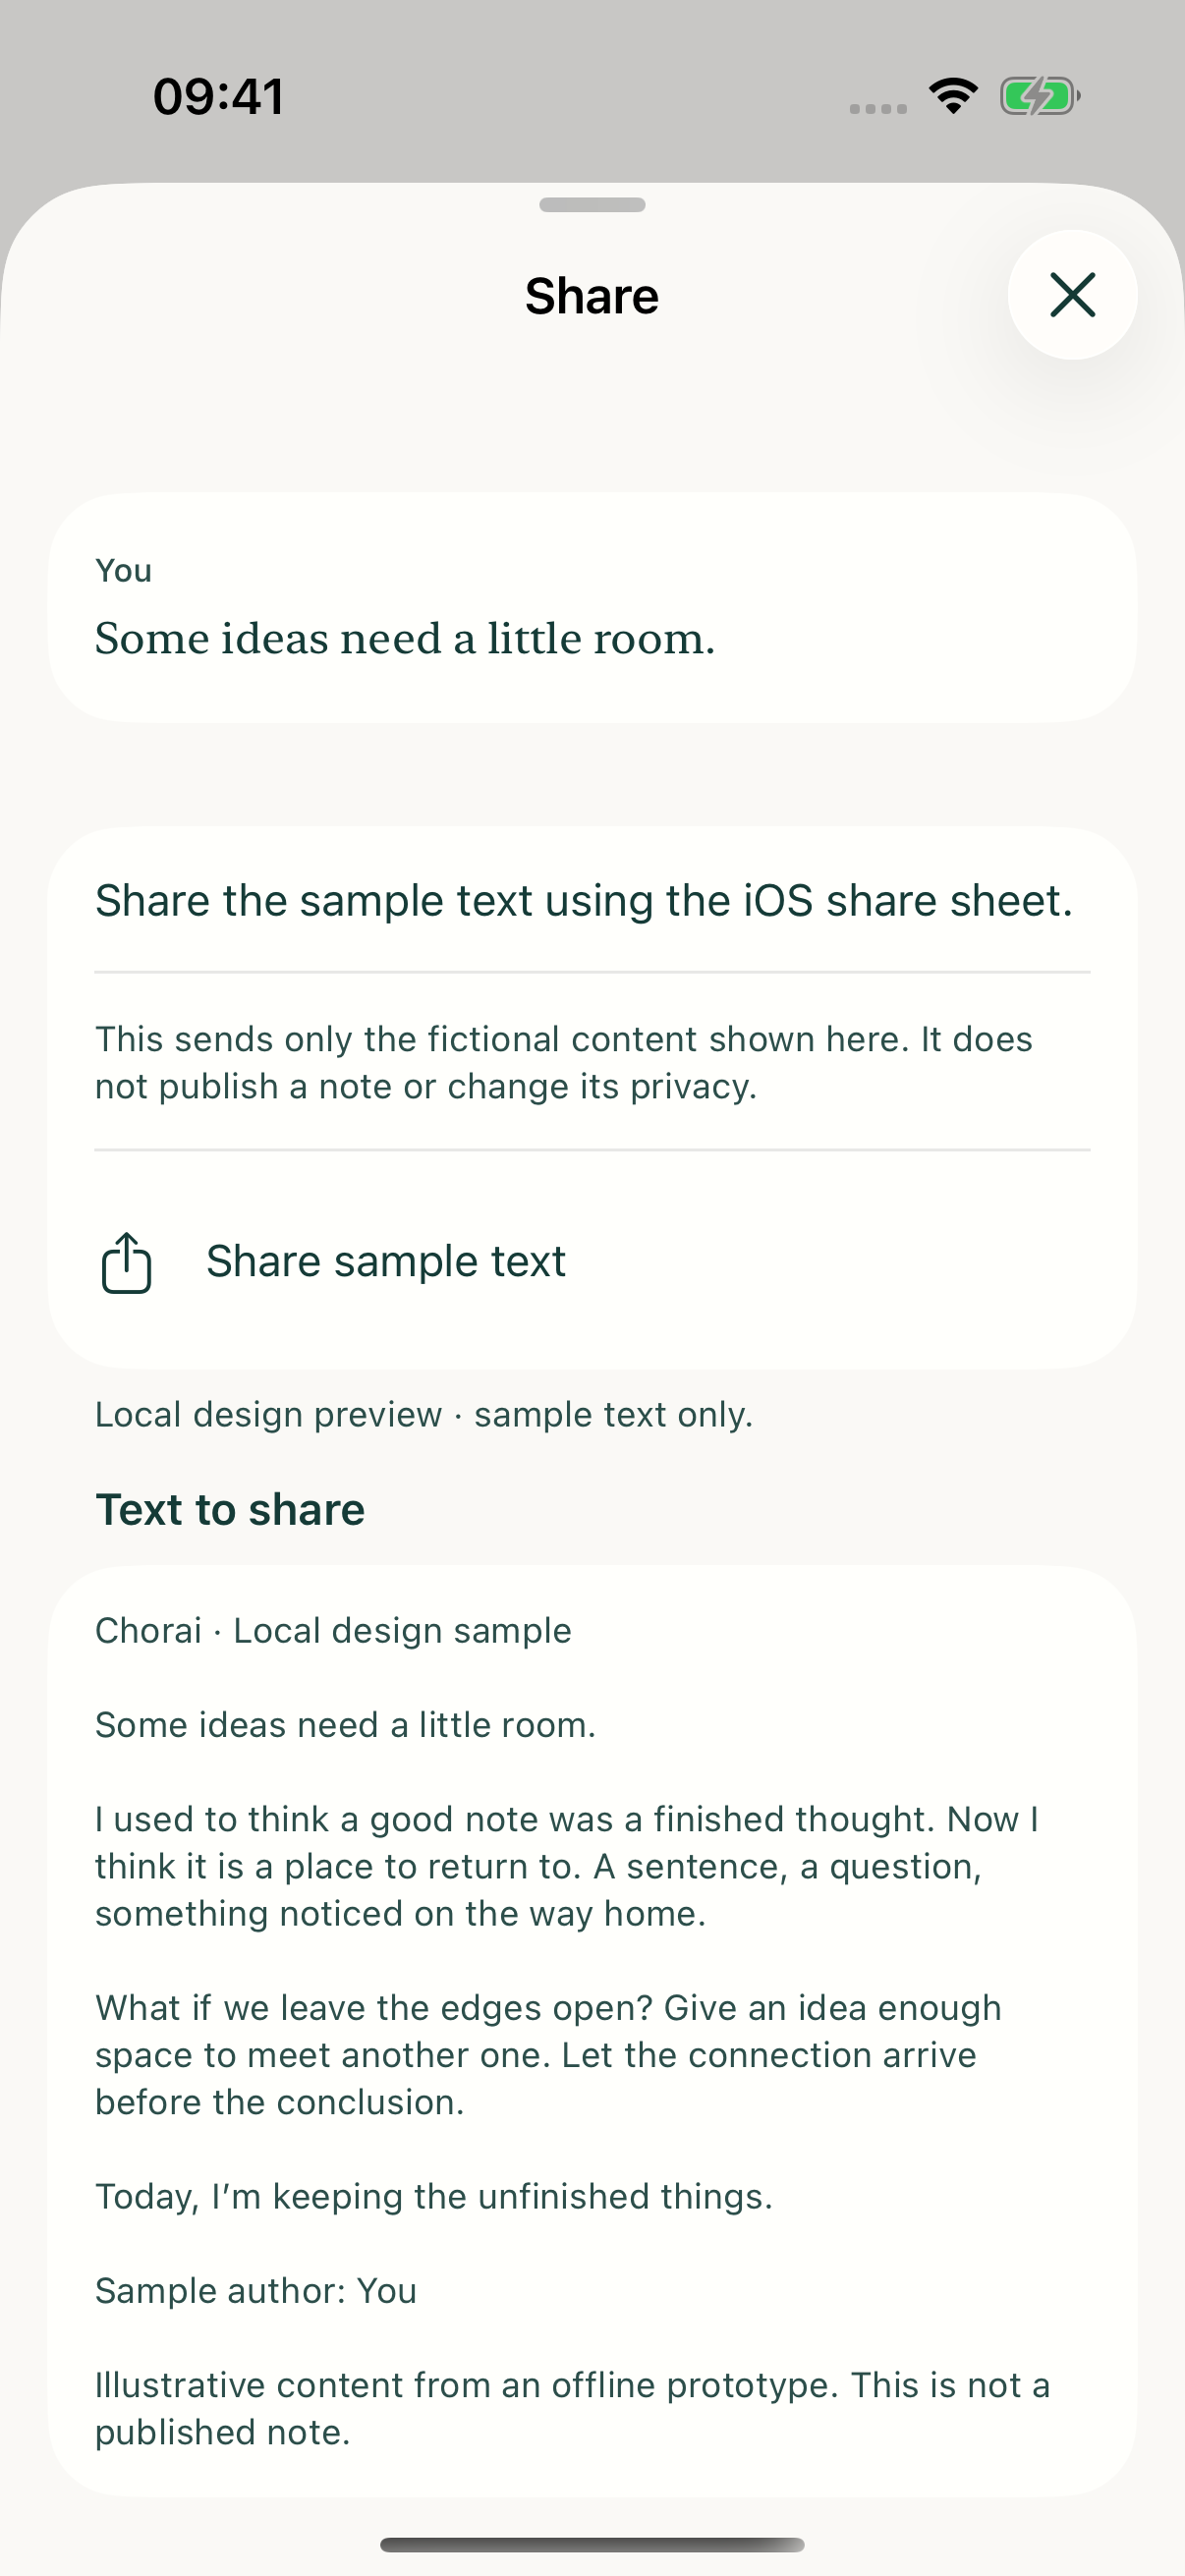 09:41
Share
You
Some ideas need a little room.
Share the sample text using the iOS share sheet.
This sends only the fictional content shown here. It does
not publish a note or change its privacy.
Share sample text
Local design preview · sample text only.
Text to share
Chorai · Local design sample
Some ideas need a little room.
I used to think a good note was a finished thought. Now I
think it is a place to return to. A sentence, a question,
something noticed on the way home.
What if we leave the edges open? Give an idea enough
space to meet another one. Let the connection arrive
before the conclusion.
Today, I’m keeping the unfinished things.
Sample author: You
Illustrative content from an offline prototype. This is not a
published note.